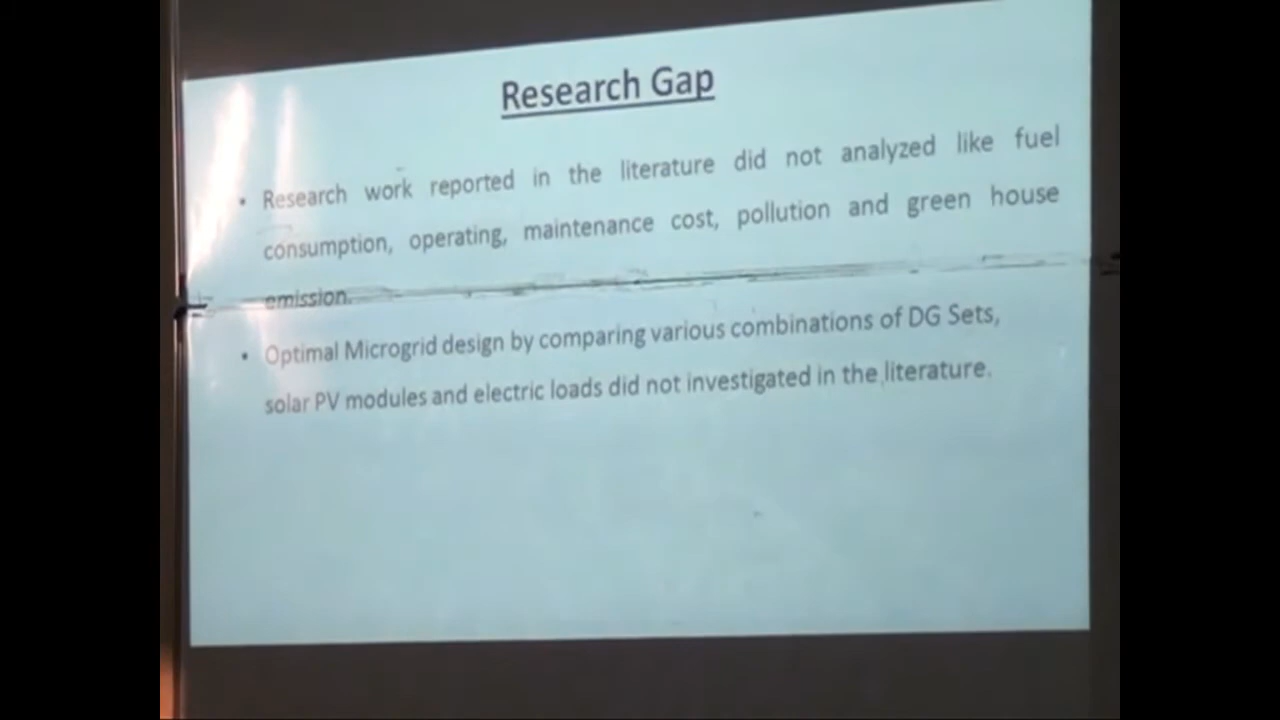 Research Gap
• Research work reported in the literature did not analyzed like fuel
consumption, operating, maintenance cost, pollution and green house
emission.
• Optimal Microgrid design by comparing various combinations of DG Sets,
solar PV modules and electric loads did not investigated in the literature.